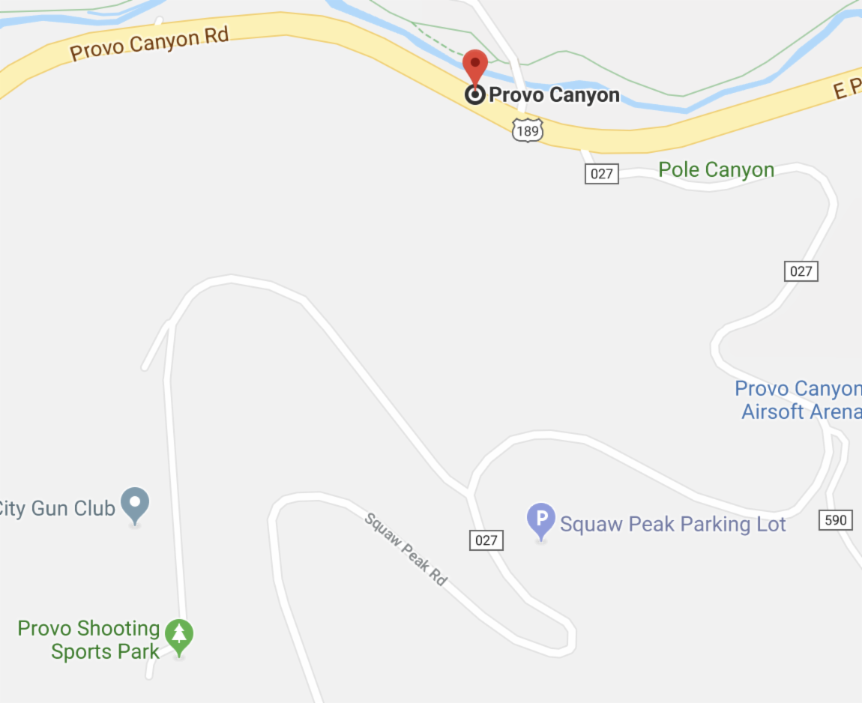 Provo Canyon Rd
Provo Canyon
E P
189
027
Pole Canyon
027
Provo Canyon
Airsoft Arena
City Gun Club
P
Squaw Peak Parking Lot
590
Squaw Peak Rd
027
Provo Shooting
Sports Park